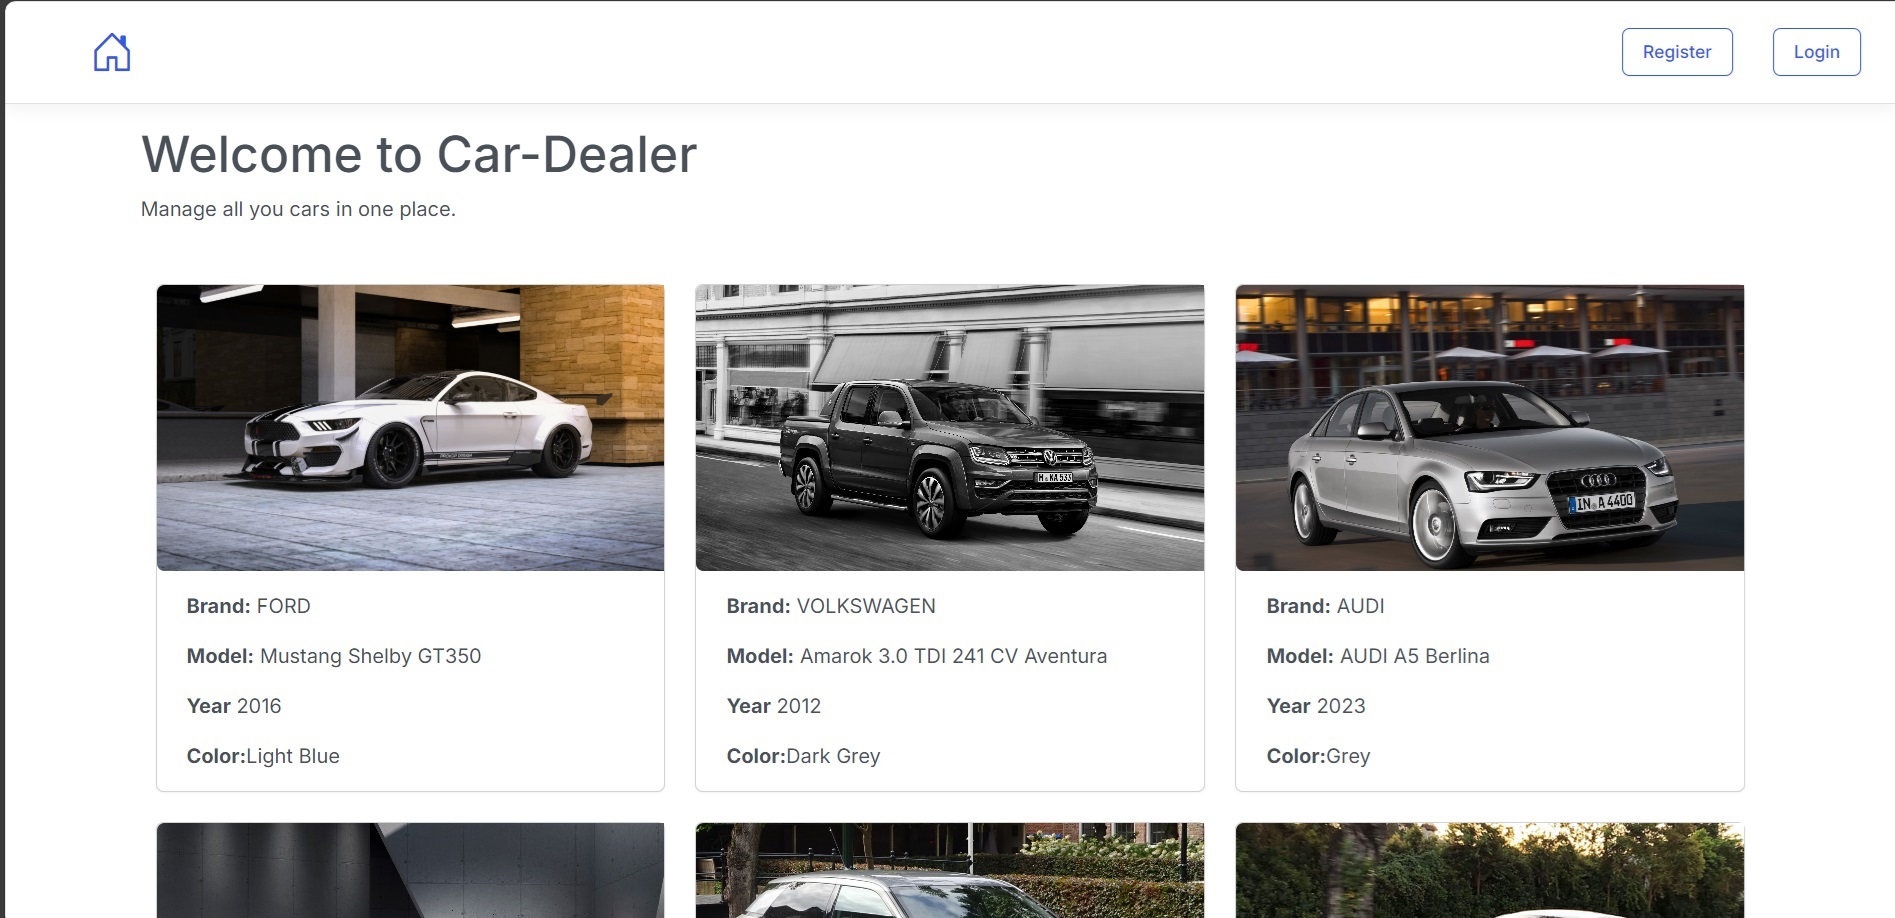 Register
Login
Welcome to Car-Dealer
Manage all you cars in one place.
IN A 4400
Brand: FORD
Model: Mustang Shelby GT350
Year 2016
Color:Light Blue
Brand: VOLKSWAGEN
Model: Amarok 3.0 TDI 241 CV Aventura
Year 2012
Color:Dark Grey
Brand: AUDI
Model: AUDI A5 Berlina
Year 2023
Color:Grey